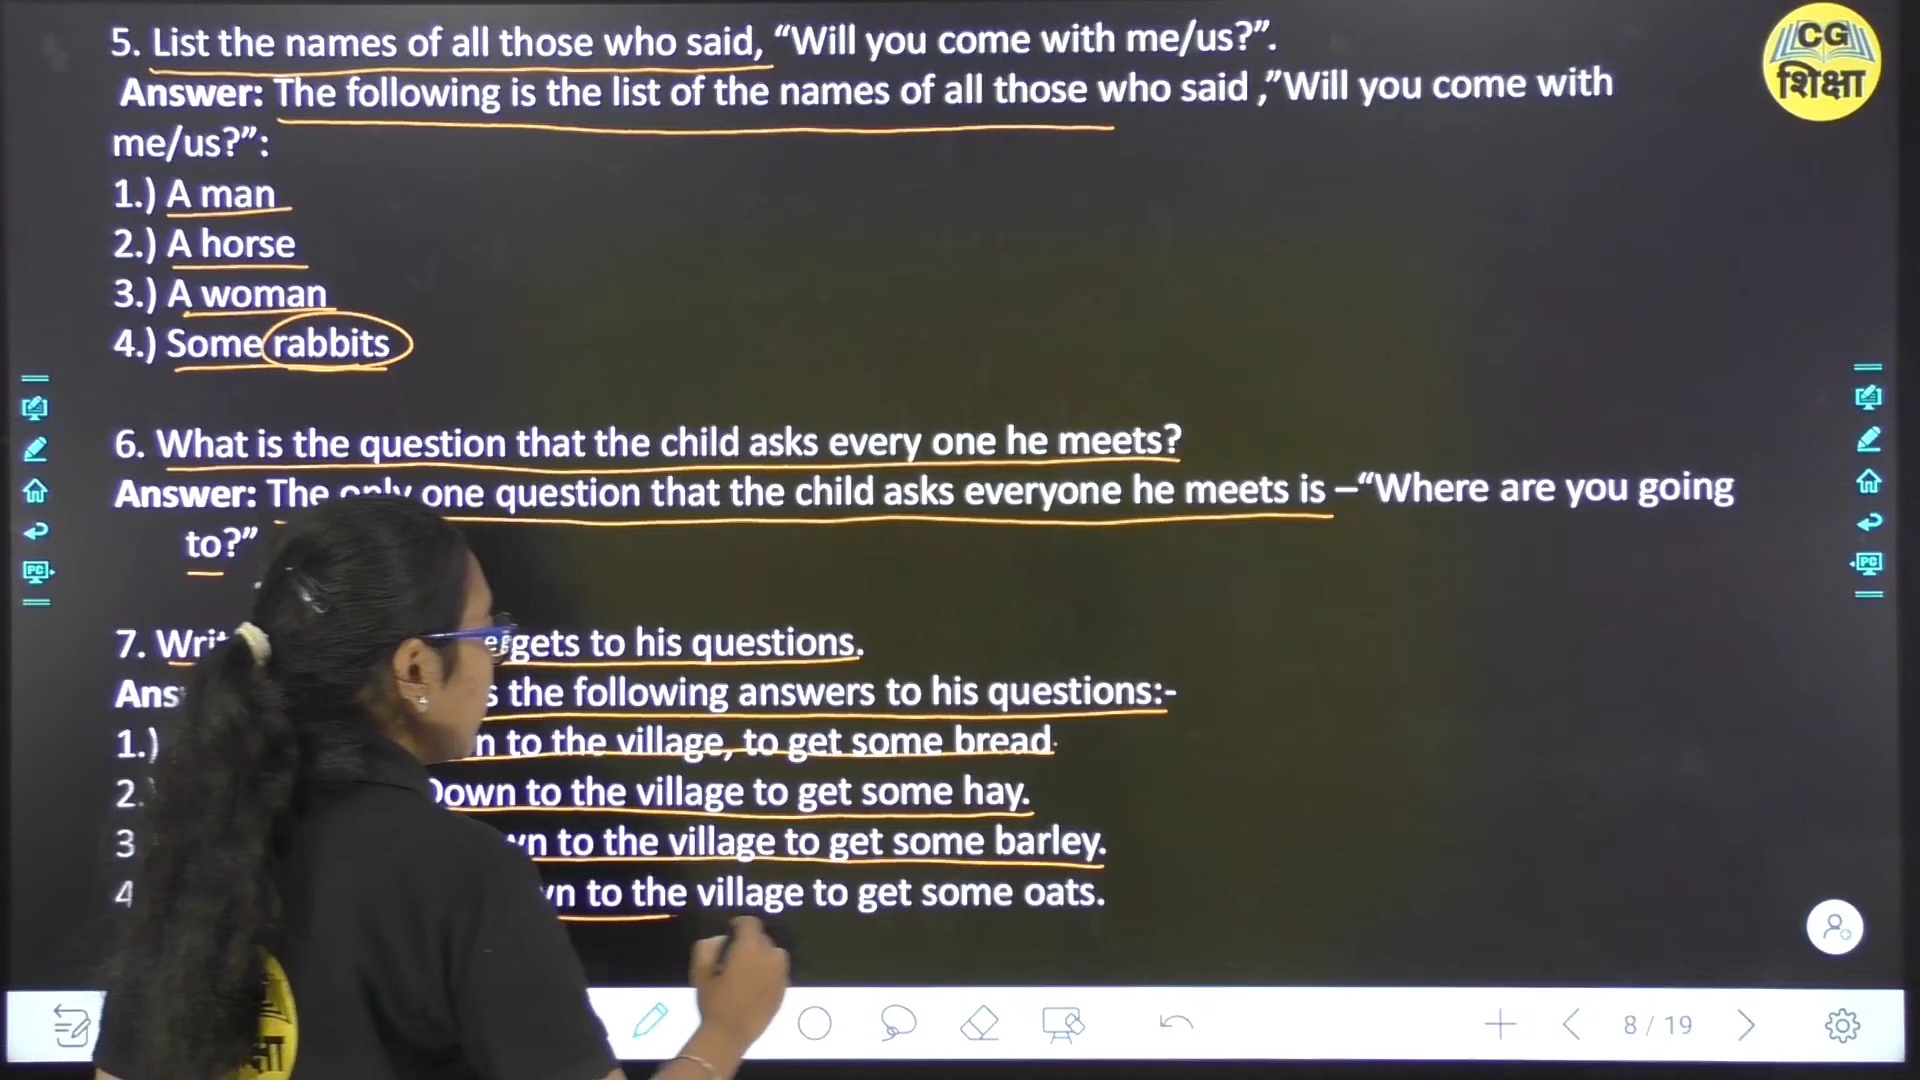 5. List the names of all those who said, “Will you come with me/us?”.
Answer: The following is the list of the names of all those who said ,”Will you come with
me/us?”:
1.) A man
2.) A horse
3.) A woman
4.) Some rabbits
6. What is the question that the child asks every one he meets?
Answer: The only one question that the child asks everyone he meets is –“Where are you going
to?”
7. gets to his questions.
the following answers to his questions:-
1.) to the village, to get some bread.
2. Down to the village to get some hay.
3 to the village to get some barley.
4 to the village to get some oats.
CG
शिक्षा
PC
PC
8 / 19